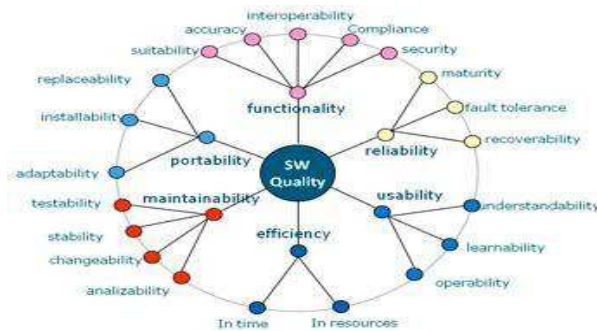 interoperability
accuracy
Compliance
suitability
security
replaceability
maturity
functionality
fault tolerance
installability
reliability
recoverability
portability
SW
Quality
adaptability
maintainability
usability
testability
understandability
stability
efficiency
learnability
changeability
operability
analizability
In time
In resources